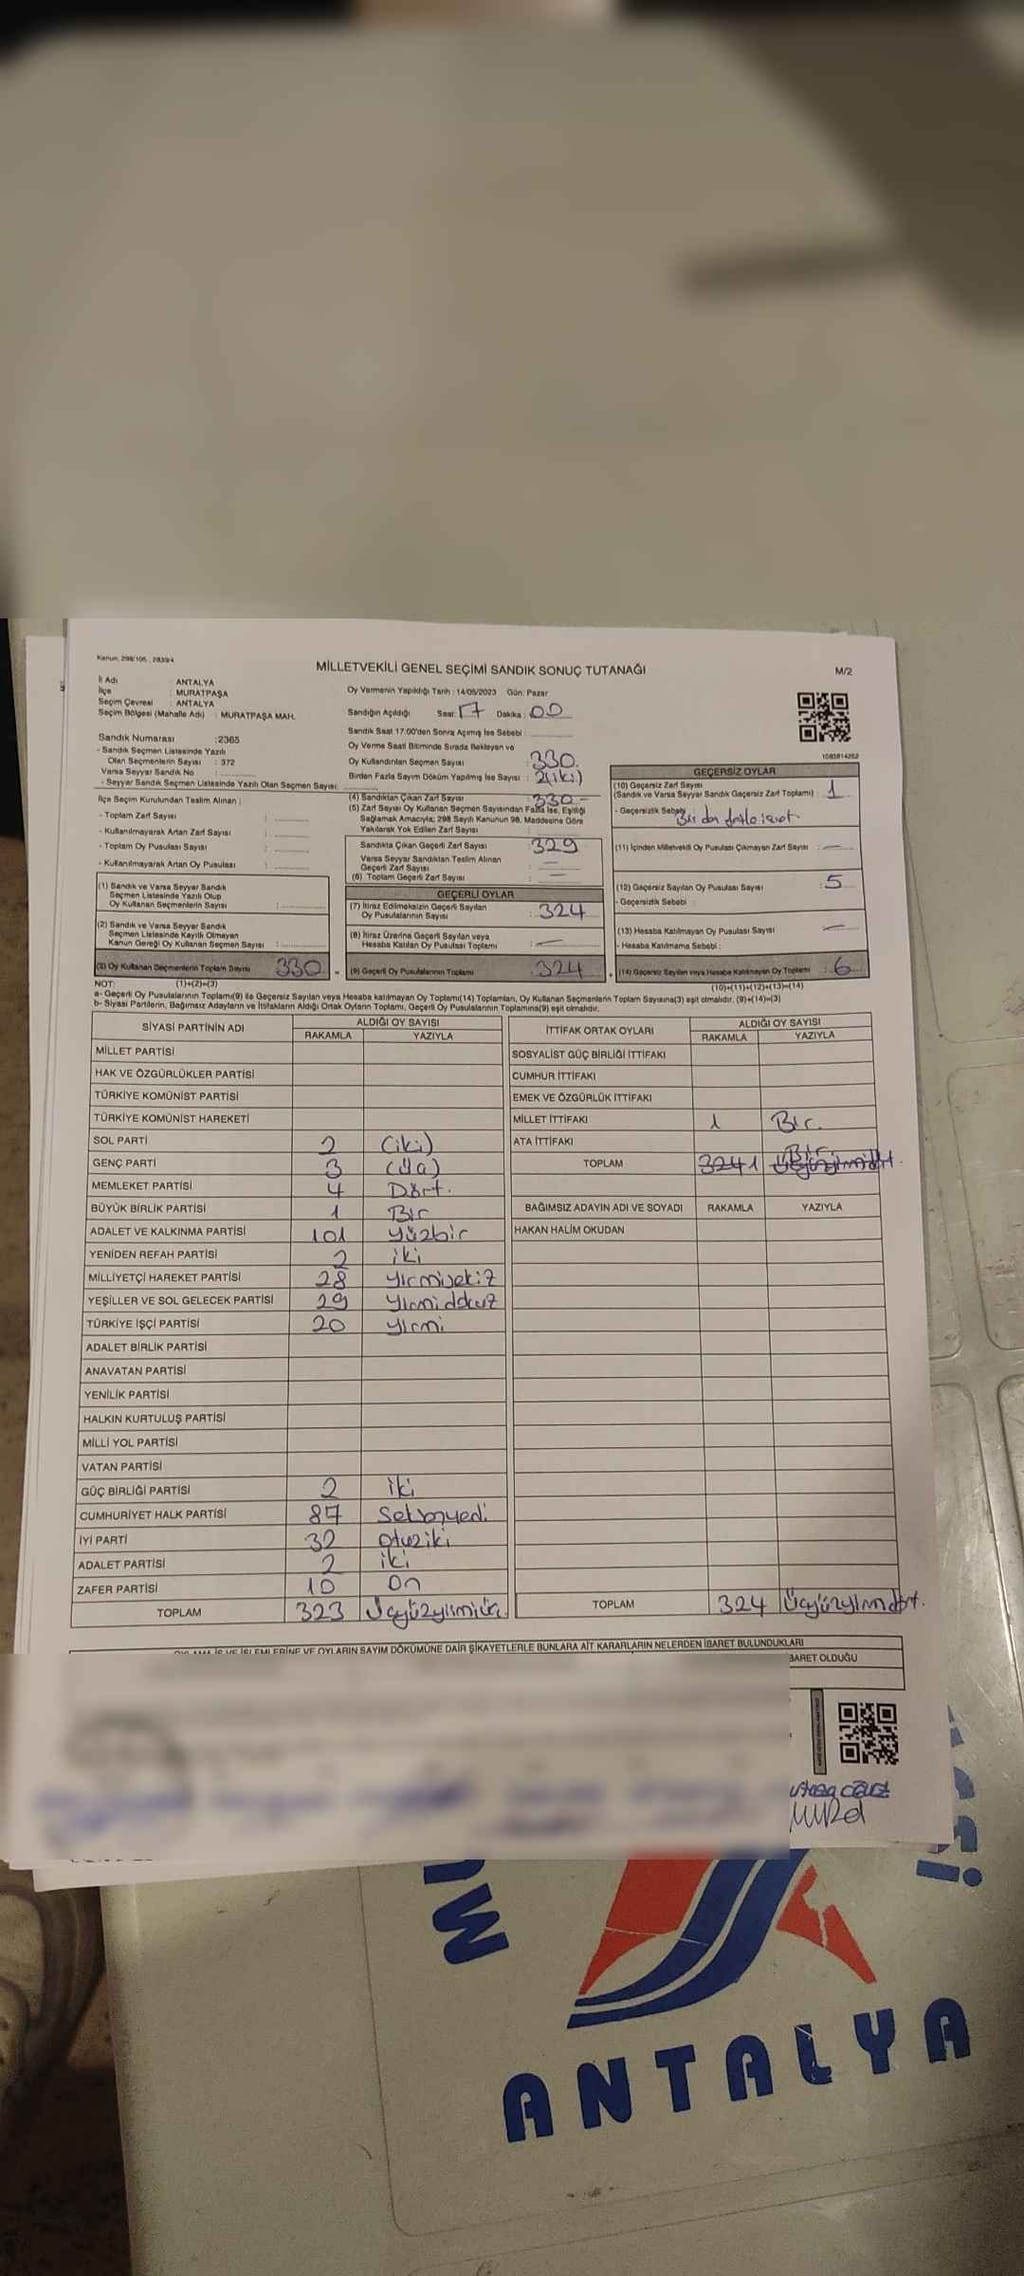 Kanun, 298/105 ; 2839/4
MİLLETVEKİLİ GENEL SEÇİMİ SANDIK SONUÇ TUTANAĞI
M/2
İl Adı : ANTALYA
İlçe : MURATPAŞA
Seçim Çevresi : ANTALYA
Seçim Bölgesi (Mahalle Adı) : MURATPAŞA MAH.
Sandık Numarası :2365
- Sandık Seçmen Listesinde Yazılı
Olan Seçmenlerin Sayısı : 372
Varsa Seyyar Sandık No :
- Seyyar Sandık Seçmen Listesinde Yazılı Olan Seçmen Sayısı:
İlçe Seçim Kurulundan Teslim Alınan ;
- Toplam Zarf Sayısı :
- Kullanılmayarak Artan Zarf Sayısı :
- Toplam Oy Pusulası Sayısı :
- Kullanılmayarak Artan Oy Pusulası :
(1) Sandık ve Varsa Seyyar Sandık
Seçmen Listesinde Yazılı Olup
Oy Kullanan Seçmenlerin Sayısı :
(2) Sandık ve Varsa Seyyar Sandık
Seçmen Listesinde Kayıtlı Olmayan
Kanun Gereği Oy Kullanan Seçmen Sayısı :
(3) Oy Kullanan Seçmenlerin Toplam Sayısı 330
Oy Vermenin Yapıldığı Tarih : 14/05/2023 Gün: Pazar
Sandığın Açıldığı Saat 17 Dakika : 00
Sandık Saat 17.00'den Sonra Açılmış İse Sebebi :
Oy Verme Saati Bitiminde Sırada Bekleyen ve
Oy Kullandırılan Seçmen Sayısı : 330.
Birden Fazla Sayım Döküm Yapılmış İse Sayısı : 2(iki)
(4) Sandıktan Çıkan Zarf Sayısı : 330-
(5) Zarf Sayısı Oy Kullanan Seçmen Sayısından Fazla İse, Eşitliği
Sağlamak Amacıyla; 298 Sayılı Kanunun 98. Maddesine Göre
Yakılarak Yok Edilen Zarf Sayısı :
Sandıkta Çıkan Geçerli Zarf Sayısı : 329
Varsa Seyyar Sandıktan Teslim Alınan
Geçerli Zarf Sayısı : —
(6) Toplam Geçerli Zarf Sayısı : —
GEÇERLİ OYLAR
(7) İtiraz Edilmeksizin Geçerli Sayılan
Oy Pusulalarının Sayısı : 324
(8) İtiraz Üzerine Geçerli Sayılan veya
Hesaba Katılan Oy Pusulası Toplamı : —
(9) Geçerli Oy Pusulalarının Toplamı : 324
1083814262
GEÇERSİZ OYLAR
(10) Geçersiz Zarf Sayısı
(Sandık ve Varsa Seyyar Sandık Geçersiz Zarf Toplamı) : 1
- Geçersizlik Sebebi :
(11) İçinden Milletvekili Oy Pusulası Çıkmayan Zarf Sayısı : —
(12) Geçersiz Sayılan Oy Pusulası Sayısı : 5
- Geçersizlik Sebebi :
(13) Hesaba Katılmayan Oy Pusulası Sayısı : —
- Hesaba Katılmama Sebebi :
(14) Geçersiz Sayılan veya Hesaba Katılmayan Oy Toplamı : 6
NOT: (1)+(2)=(3)
(10)+(11)+(12)+(13)=(14)
a- Geçerli Oy Pusulalarının Toplamı(9) ile Geçersiz Sayılan veya Hesaba katılmayan Oy Toplamı(14) Toplamları, Oy Kullanan Seçmenlerin Toplam Sayısına(3) eşit olmalıdır. (9)+(14)=(3)
b- Siyasi Partilerin, Bağımsız Adayların ve İttifakların Aldığı Ortak Oyların Toplamı, Geçerli Oy Pusulalarının Toplamına(9) eşit olmalıdır.
SİYASİ PARTİNİN ADI
ALDIĞI OY SAYISI
RAKAMLA YAZIYLA
MİLLET PARTİSİ
HAK VE ÖZGÜRLÜKLER PARTİSİ
TÜRKİYE KOMÜNİST PARTİSİ
TÜRKİYE KOMÜNİST HAREKETİ
SOL PARTİ 2 (iki)
GENÇ PARTİ 3 (üç)
MEMLEKET PARTİSİ 4 Dört.
BÜYÜK BİRLİK PARTİSİ 1 Bir
ADALET VE KALKINMA PARTİSİ 101 yüzbir
YENİDEN REFAH PARTİSİ 2 iki
MİLLİYETÇİ HAREKET PARTİSİ 28 yirmisekiz
YEŞİLLER VE SOL GELECEK PARTİSİ 29 yirmidokuz
TÜRKİYE İŞÇİ PARTİSİ 20 yirmi
ADALET BİRLİK PARTİSİ
ANAVATAN PARTİSİ
YENİLİK PARTİSİ
HALKIN KURTULUŞ PARTİSİ
MİLLİ YOL PARTİSİ
VATAN PARTİSİ
GÜÇ BİRLİĞİ PARTİSİ 2 iki
CUMHURİYET HALK PARTİSİ 87 Seksenyedi
İYİ PARTİ 32 otuziki
ADALET PARTİSİ 2 iki
ZAFER PARTİSİ 10 On
TOPLAM 323 Üçyüzyirmiüç
İTTİFAK ORTAK OYLARI
ALDIĞI OY SAYISI
RAKAMLA YAZIYLA
SOSYALİST GÜÇ BİRLİĞİ İTTİFAKI
CUMHUR İTTİFAKI
EMEK VE ÖZGÜRLÜK İTTİFAKI
MİLLET İTTİFAKI 1 Bir.
ATA İTTİFAKI
TOPLAM 324 1 Bir Üçyüzyirmidört.
BAĞIMSIZ ADAYIN ADI VE SOYADI RAKAMLA YAZIYLA
HAKAN HALİM OKUDAN
TOPLAM 324 Üçyüzyirmidört.
OYLAMA İŞ VE İŞLEMLERİNE VE OYLARIN SAYIM DÖKÜMÜNE DAİR ŞİKAYETLERLE BUNLARA AİT KARARLARIN NELERDEN İBARET BULUNDUKLARI
BARET OLDUĞU
ANTALYA